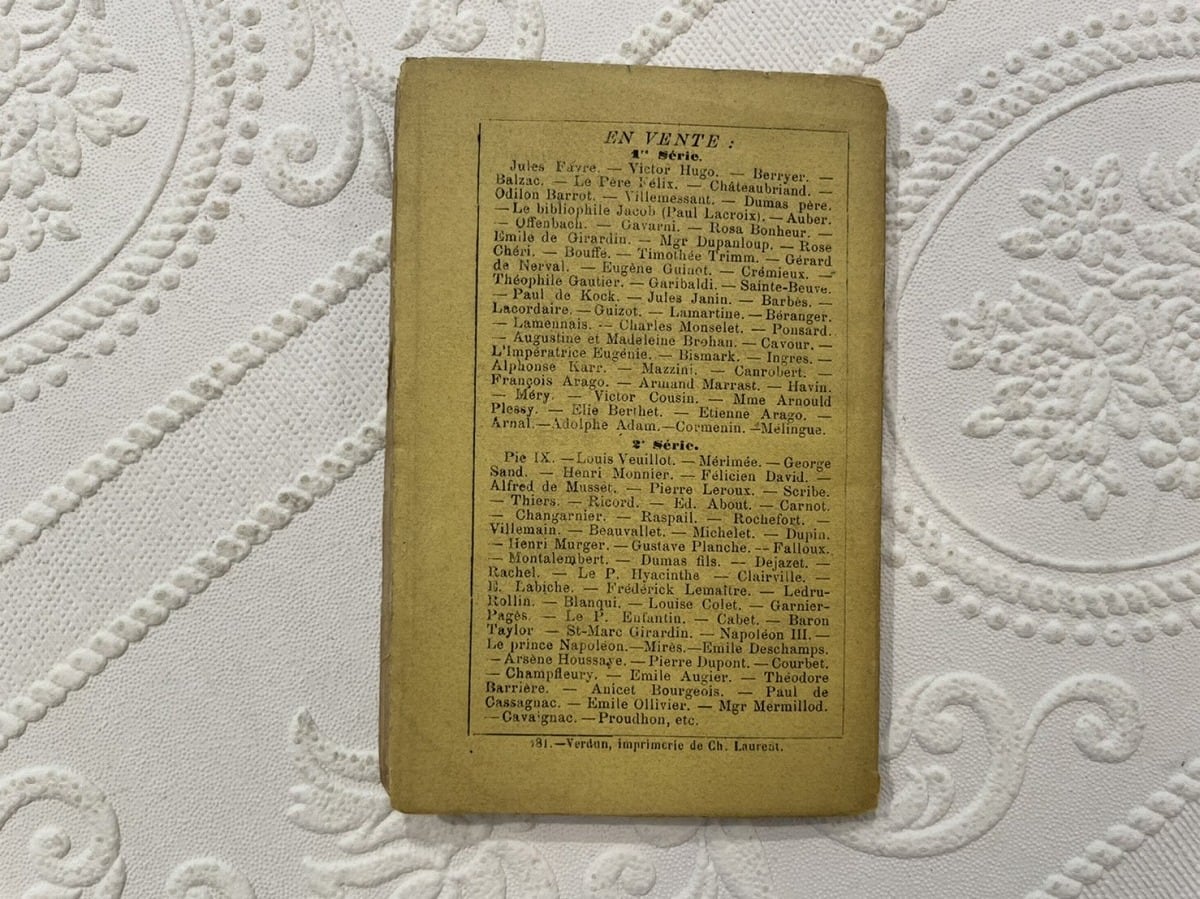 EN VENTE :
1re Série.
Jules Favre. — Victor Hugo. — Berryer. —
Balzac. — Le Père Félix. — Châteaubriand. —
Odilon Barrot. — Villemessant. — Dumas père.
— Le bibliophile Jacob (Paul Lacroix). — Auber.
— Offenbach. — Gavarni. — Rosa Bonheur. —
Emile de Girardin. — Mgr Dupanloup. — Rose
Chéri. — Bouffé. — Timothée Trimm. — Gérard
de Nerval. — Eugène Guinot. — Crémieux. —
Théophile Gautier. — Garibaldi. — Sainte-Beuve.
— Paul de Kock. — Jules Janin. — Barbès. —
Lacordaire. — Guizot. — Lamartine. — Béranger.
— Lamennais. — Charles Monselet. — Ponsard.
— Augustine et Madeleine Brohan. — Cavour. —
L'Impératrice Eugénie. — Bismark. — Ingres. —
Alphonse Karr. — Mazzini. — Canrobert. —
François Arago. — Armand Marrast. — Havin.
— Méry. — Victor Cousin. — Mme Arnould
Plessy. — Elie Berthet. — Etienne Arago. —
Arnal. — Adolphe Adam. — Cormenin. — Mélingue.
2e Série.
Pie IX. — Louis Veuillot. — Mérimée. — George
Sand. — Henri Monnier. — Félicien David. —
Alfred de Musset. — Pierre Leroux. — Scribe.
— Thiers. — Ricord. — Ed. About. — Carnot.
— Changarnier. — Raspail. — Rochefort. —
Villemain. — Beauvallet. — Michelet. — Dupin.
— Henri Murger. — Gustave Planche. — Falloux.
— Montalembert. — Dumas fils. — Dejazet. —
Rachel. — Le P. Hyacinthe — Clairville. —
E. Labiche. — Frédérick Lemaître. — Ledru-
Rollin. — Blanqui. — Louise Colet. — Garnier-
Pagès. — Le P. Enfantin. — Cabet. — Baron
Taylor — St-Marc Girardin. — Napoléon III. —
Le prince Napoléon. — Mirès. — Emile Deschamps.
— Arsène Houssaye. — Pierre Dupont. — Courbet.
— Champfleury. — Emile Augier. — Théodore
Barrière. — Anicet Bourgeois. — Paul de
Cassagnac. — Emile Ollivier. — Mgr Mermillod.
— Cavaignac. — Proudhon, etc.
81. — Verdun, imprimerie de Ch. Laurent.